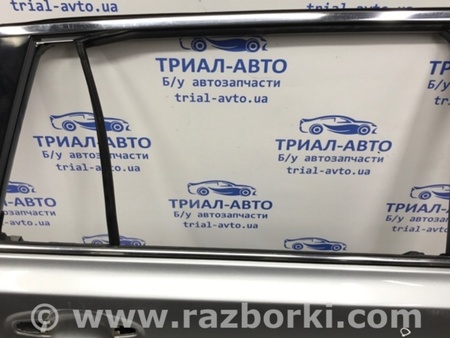 trial-avto.ua
trial-avto.ua
ТРИАЛ-АВТО
Б/у автозапчасти
trial-avto.ua
ТРИАЛ-АВТО
Б/у автозапчасти
trial-avto.ua
ТРИАЛ-АВТО
Б/у автозапчасти
trial-avto.ua
ТРИАЛ-АВТО
Б/у автозапчасти
trial-avto.ua
ТРИАЛ
Б/у авто
trial-
ТРИАЛ-АВТО
© www.razborki.com